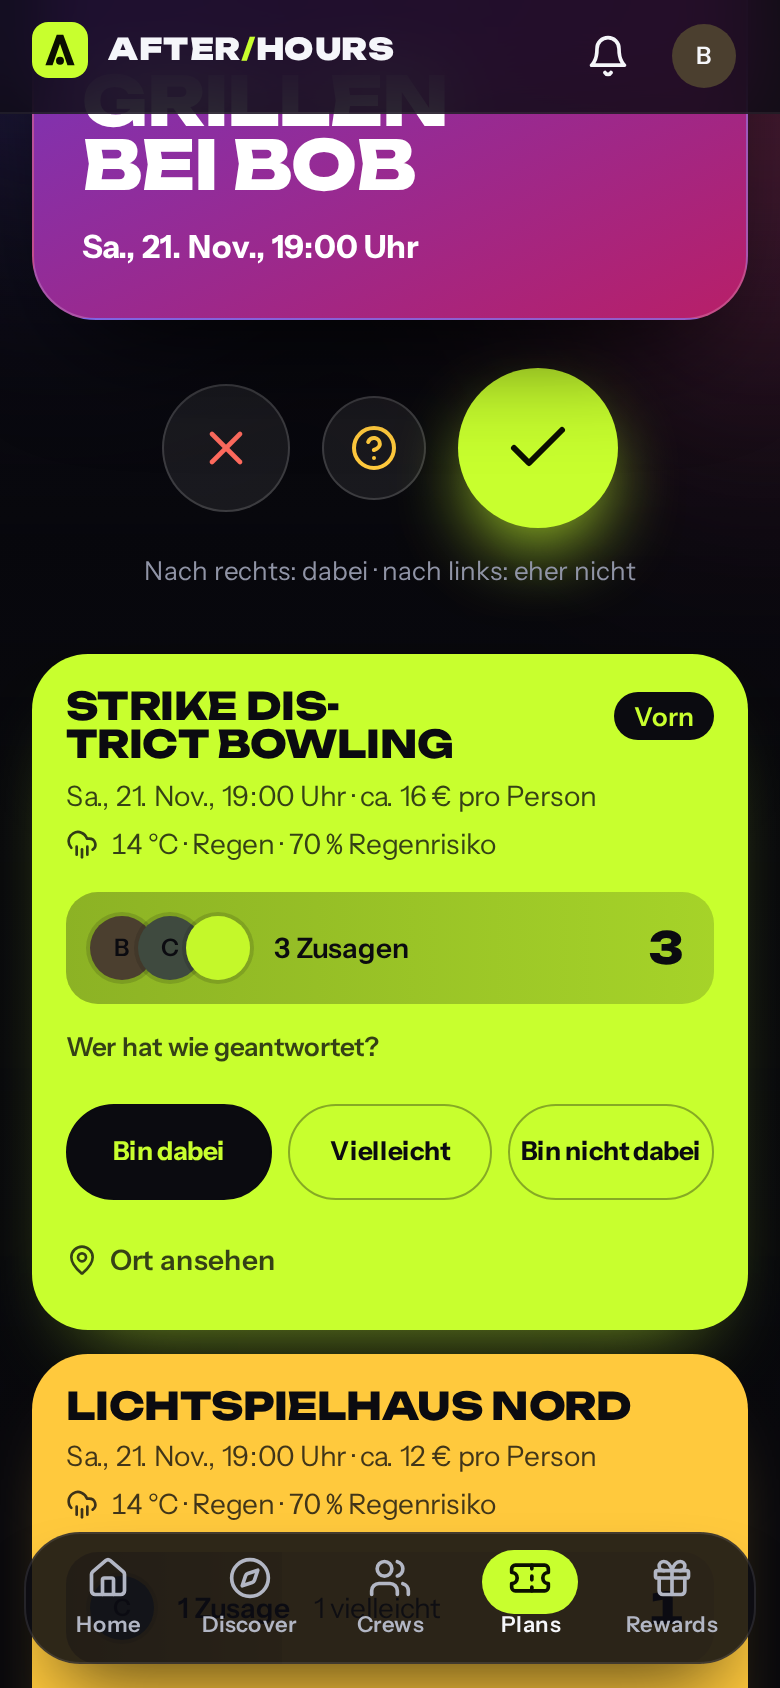 AFTER/HOURS
B
GRILLEN
BEI BOB
Sa., 21. Nov., 19:00 Uhr
Nach rechts: dabei · nach links: eher nicht
STRIKE DIS-
TRICT BOWLING
Vorn
Sa., 21. Nov., 19:00 Uhr · ca. 16 € pro Person
14 °C · Regen · 70 % Regenrisiko
B C 3 Zusagen 3
Wer hat wie geantwortet?
Bin dabei Vielleicht Bin nicht dabei
Ort ansehen
LICHTSPIELHAUS NORD
Sa., 21. Nov., 19:00 Uhr · ca. 12 € pro Person
14 °C · Regen · 70 % Regenrisiko
C 1 Zusage 1 vielleicht 1
Home Discover Crews Plans Rewards